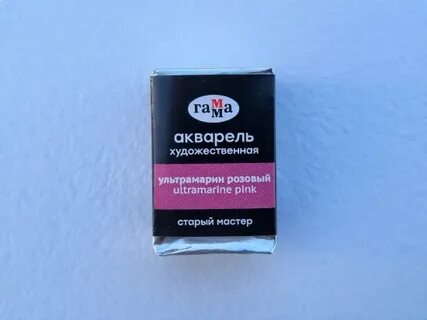 гамма
акварель
художественная
ультрамарин розовый
ultramarine pink
старый мастер